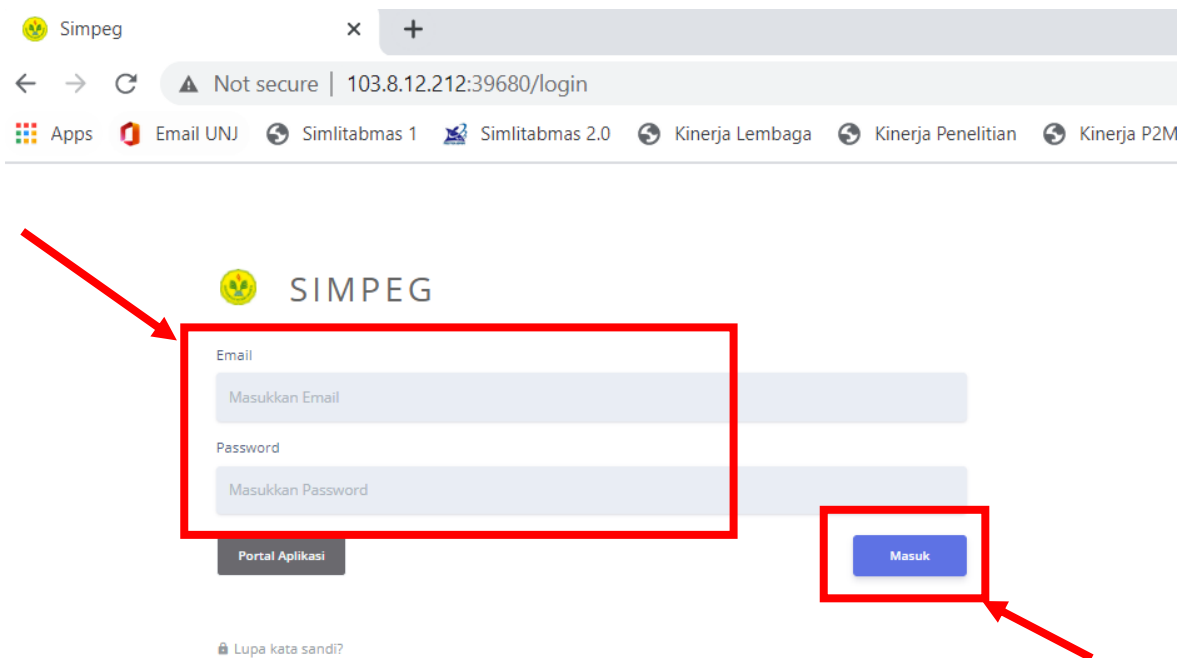 Simpeg
Not secure | 103.8.12.212:39680/login
Apps Email UNJ Simlitabmas 1 Simlitabmas 2.0 Kinerja Lembaga Kinerja Penelitian Kinerja P2M
SIMPEG
Email
Masukkan Email
Password
Masukkan Password
Portal Aplikasi Masuk
Lupa kata sandi?